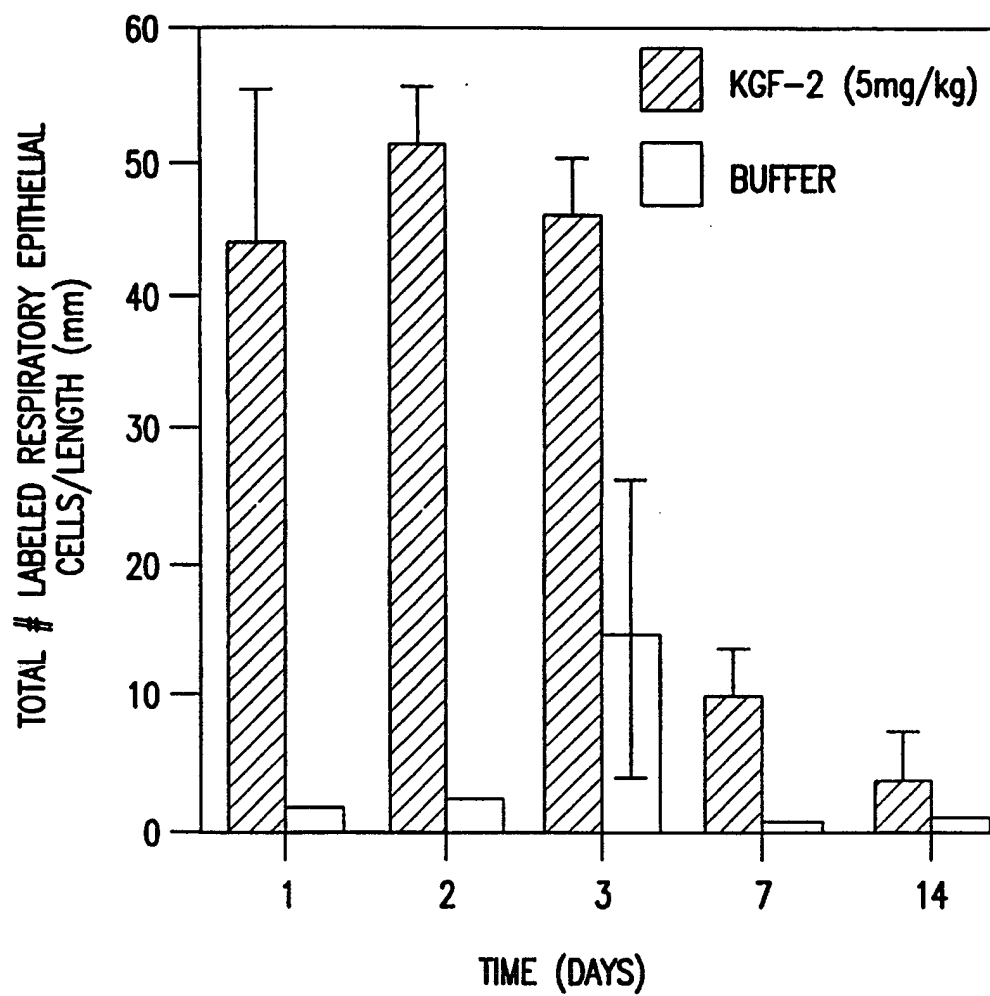 60
50
40
30
20
10
0
TOTAL # LABELED RESPIRATORY EPITHELIAL
CELLS/LENGTH (mm)
KGF-2 (5mg/kg)
BUFFER
1 2 3 7 14
TIME (DAYS)